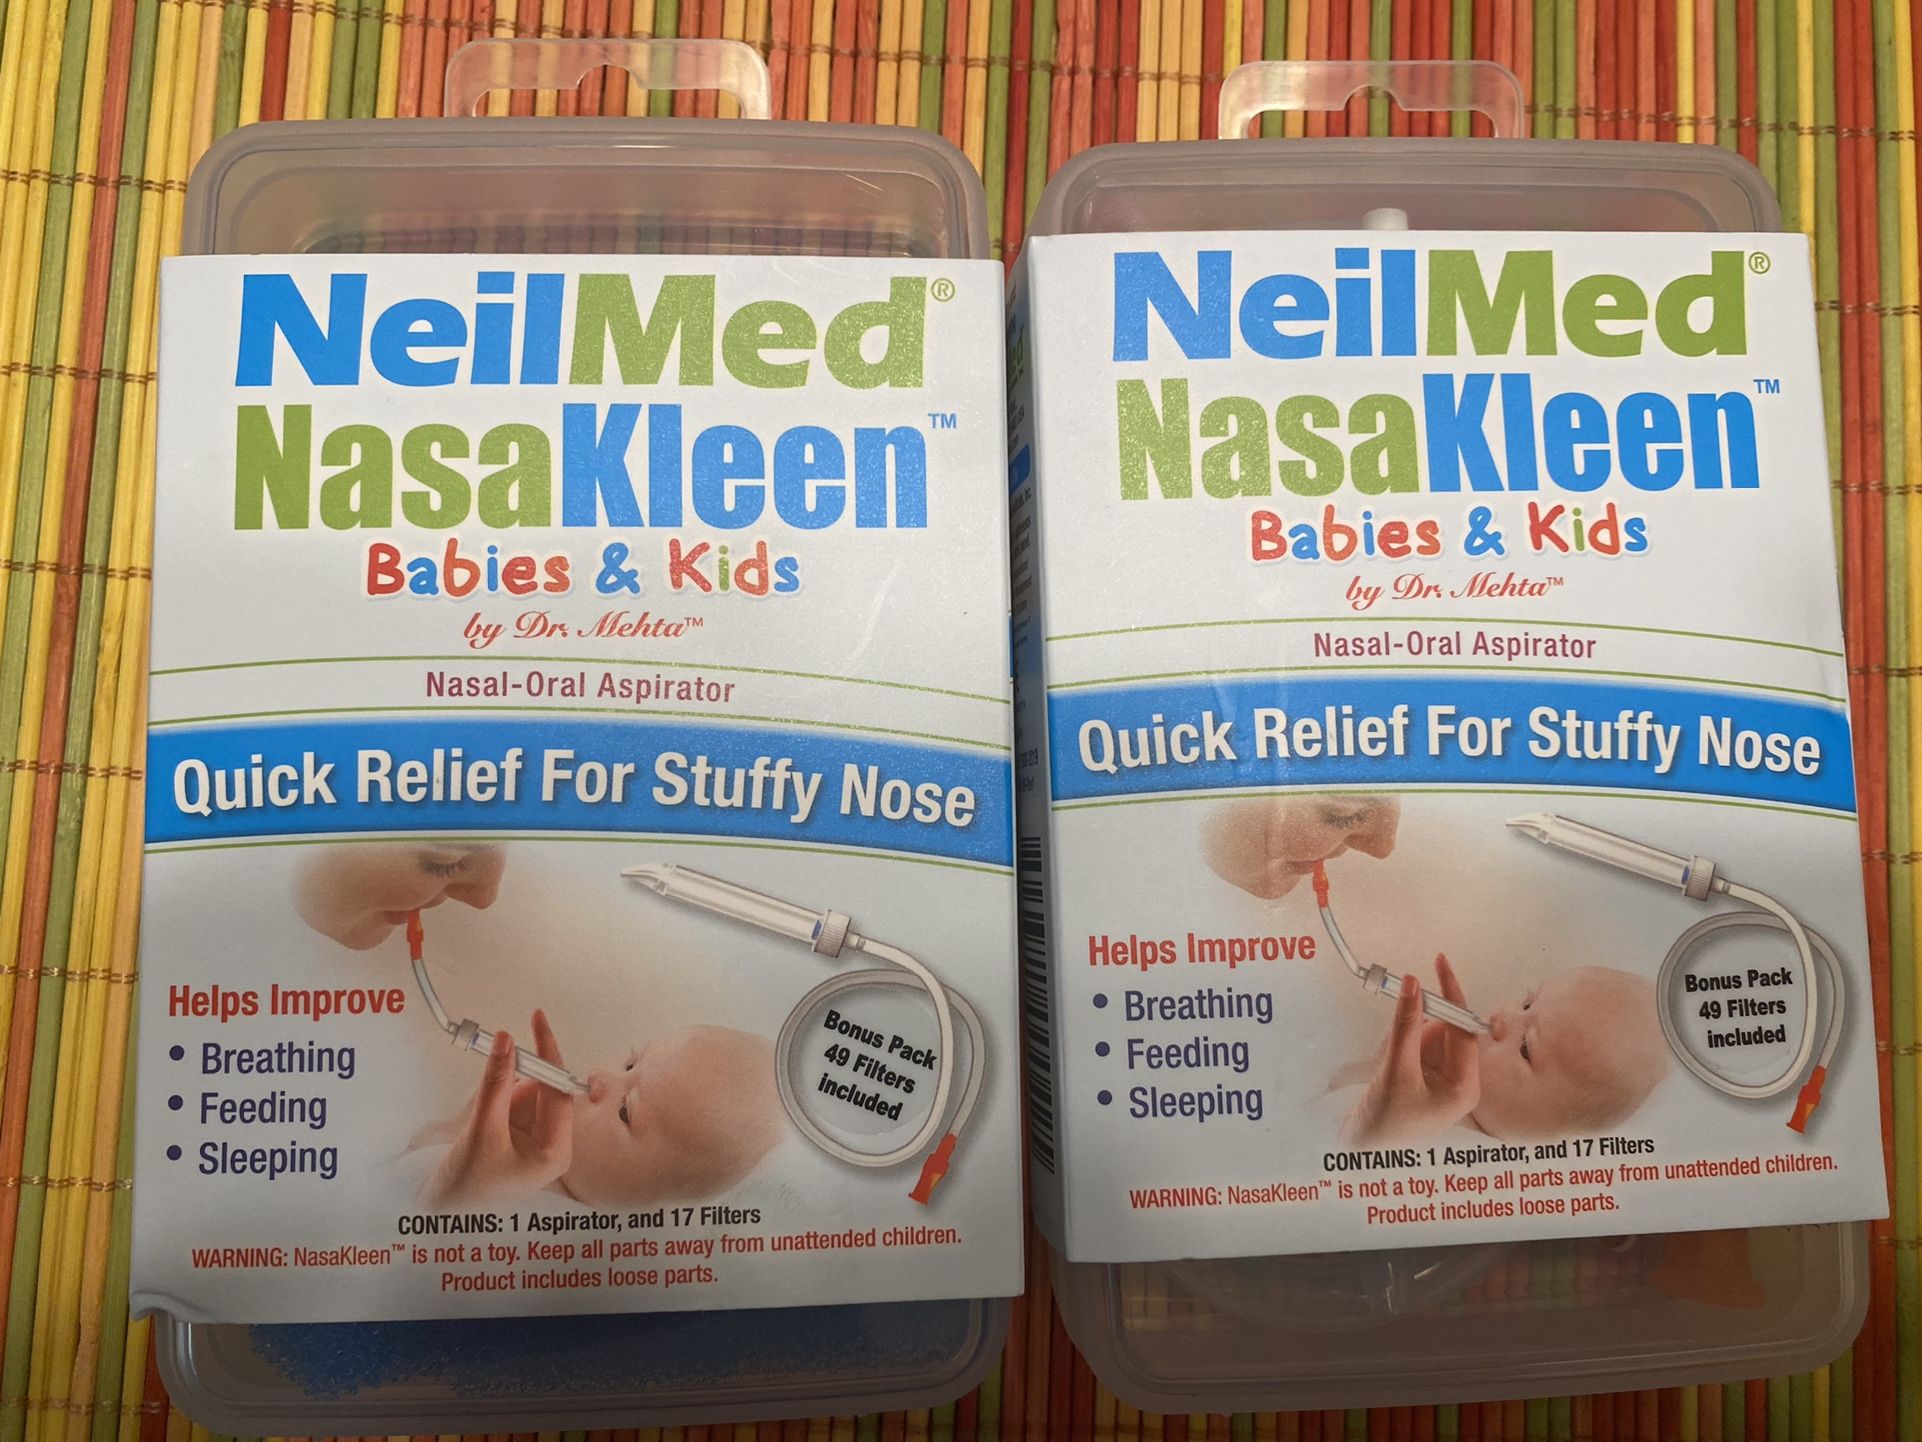 NeilMed®
NasaKleen™
Babies & Kids
by Dr. Mehta™
Nasal-Oral Aspirator
Quick Relief For Stuffy Nose
Helps Improve
• Breathing
• Feeding
• Sleeping
Bonus Pack
49 Filters
included
CONTAINS: 1 Aspirator, and 17 Filters
WARNING: NasaKleen™ is not a toy. Keep all parts away from unattended children.
Product includes loose parts.
NeilMed®
NasaKleen™
Babies & Kids
by Dr. Mehta™
Nasal-Oral Aspirator
Quick Relief For Stuffy Nose
Helps Improve
• Breathing
• Feeding
• Sleeping
Bonus Pack
49 Filters
included
CONTAINS: 1 Aspirator, and 17 Filters
WARNING: NasaKleen™ is not a toy. Keep all parts away from unattended children.
Product includes loose parts.